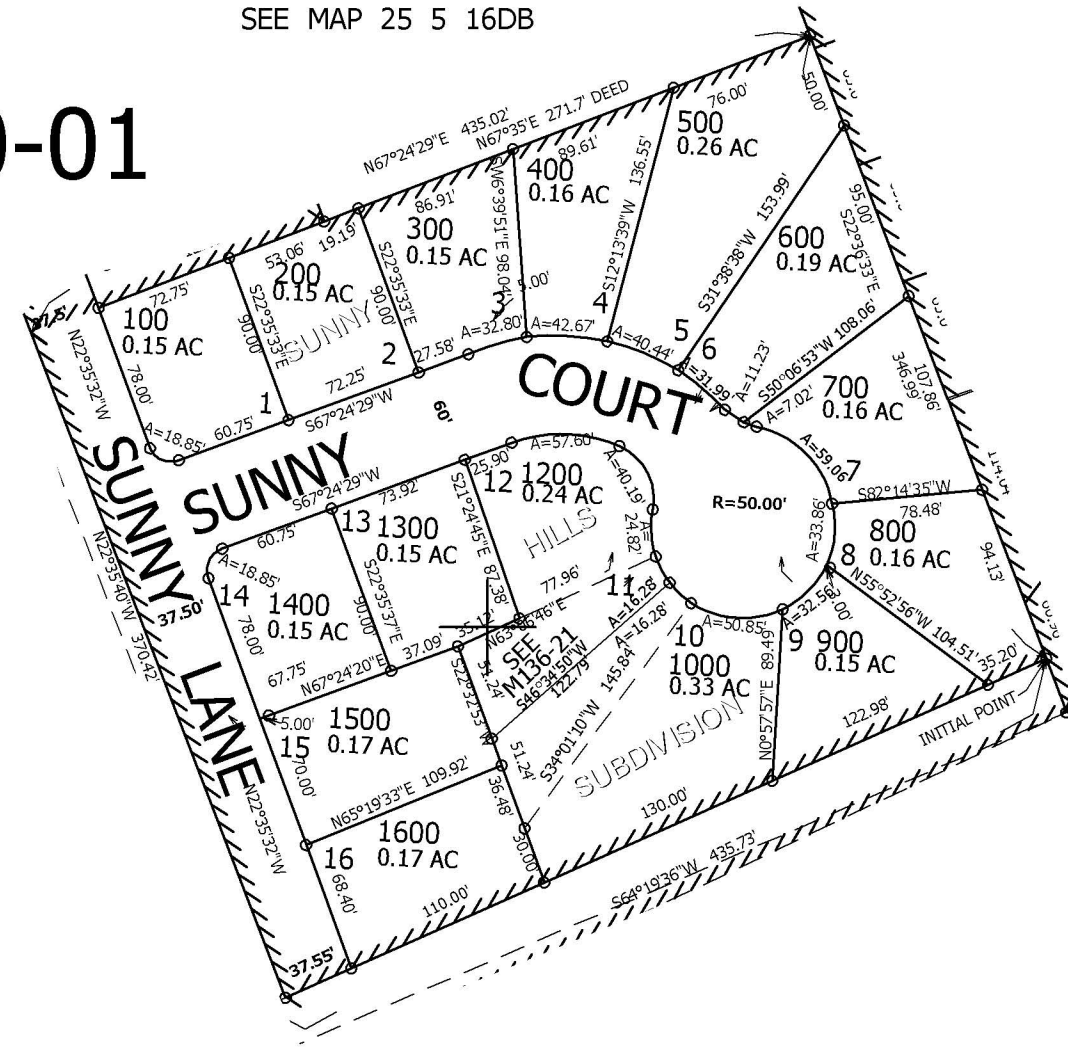 SEE MAP 25 5 16DB
-01
N67°24'29"E 435.02'
N67°35'E 271.7' DEED
76.00'
50.00'
500
0.26 AC
89.61'
400
0.16 AC
S12°13'39"W 136.55'
86.91'
300
0.15 AC
98.04'
5.00'
S31°38'38"W 153.99'
95.00'
S22°36'33"E
600
0.19 AC
53.06'
19.19'
200
0.15 AC
S22°35'33"E
90.00'
72.75'
100
0.15 AC
S22°35'33"E
90.00'
SUNNY
N22°35'32"W
78.00'
3
4
5
6
2
1
A=32.80'
A=42.67'
A=40.44'
A=31.99'
A=11.23'
A=7.02'
S50°06'53"W 108.06'
27.58'
72.25'
S67°24'29"W
60.75'
A=18.85'
60'
SUNNY COURT
SUNNY LANE
346.99'
107.86'
700
0.16 AC
A=59.06'
7
S82°14'35"W
78.48'
R=50.00'
A=33.86'
800
0.16 AC
8
94.13'
N55°52'56"W 104.51'
35.20'
A=32.56'
9
900
0.15 AC
A=57.60'
25.90'
12
1200
0.24 AC
A=40.19'
24.82'
A=
HILLS
S67°24'29"W
73.92'
60.75'
13
1300
0.15 AC
S21°24'45"E 87.38'
77.96'
11
A=16.28'
A=16.28'
A=50.85'
10
1000
0.33 AC
N0°57'57"E 89.49'
A=18.85'
14
1400
0.15 AC
S22°35'37"E
90.00'
78.00'
37.50'
N22°35'40"W 370.42'
35.12'
37.09'
N67°24'20"E
67.75'
SEE
M136-21
S46°34'50"W
122.79'
S34°01'10"W 145.84'
51.24'
S22°32'53"
SUBDIVISION
5.00'
1500
0.17 AC
15
70.00'
51.24'
36.48'
30.00'
N65°19'33"E 109.92'
N22°35'32"W
1600
0.17 AC
16
68.40'
110.00'
130.00'
122.98'
INITIAL POINT
S64°19'36"W 435.73'
37.55'